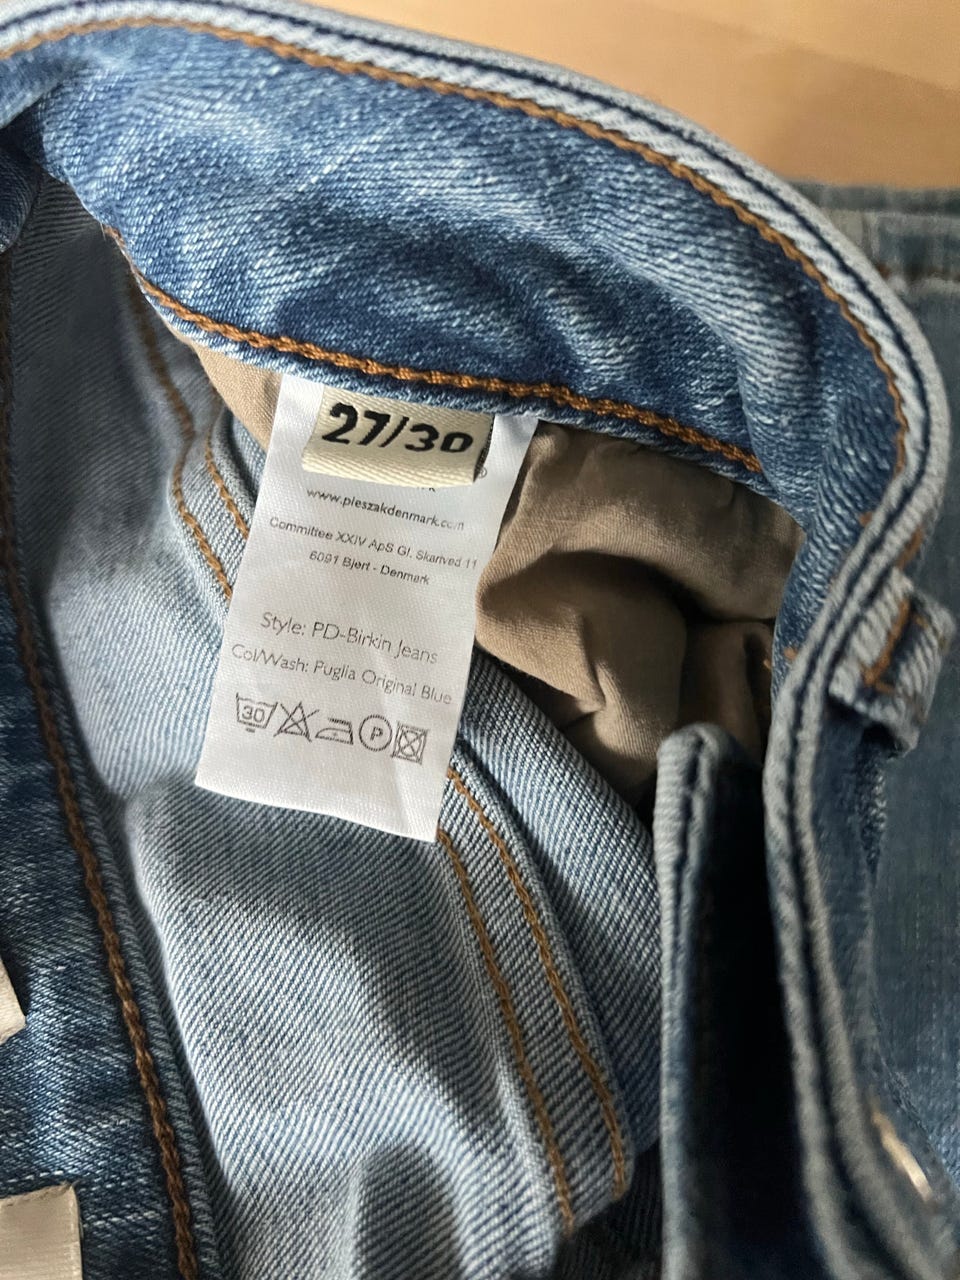 27/30
www.pieszakdenmark.com
Committee XXIV ApS Gl. Skartved 11
6091 Bjert - Denmark
Style: PD-Birkin Jeans
Col/Wash: Puglia Original Blue
30 P